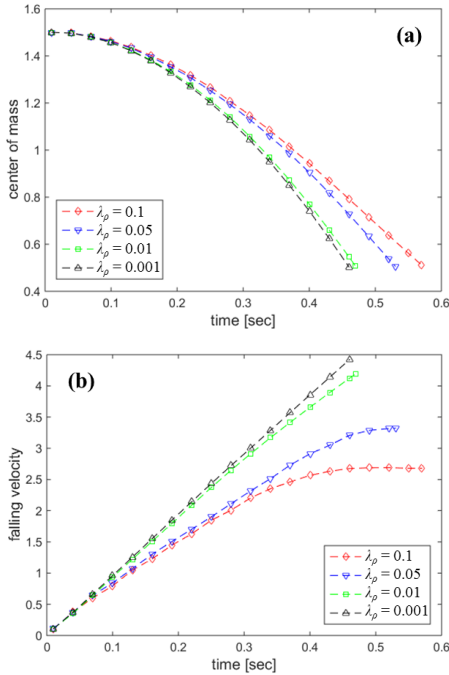 1.6
(a)
1.4
1.2
center of mass
1
0.8
λρ = 0.1
λρ = 0.05
λρ = 0.01
λρ = 0.001
0.6
0.4
0 0.1 0.2 0.3 0.4 0.5 0.6
time [sec]
4.5
(b)
4
3.5
3
2.5
falling velocity
2
1.5
λρ = 0.1
λρ = 0.05
λρ = 0.01
λρ = 0.001
1
0.5
0
0 0.1 0.2 0.3 0.4 0.5 0.6
time [sec]